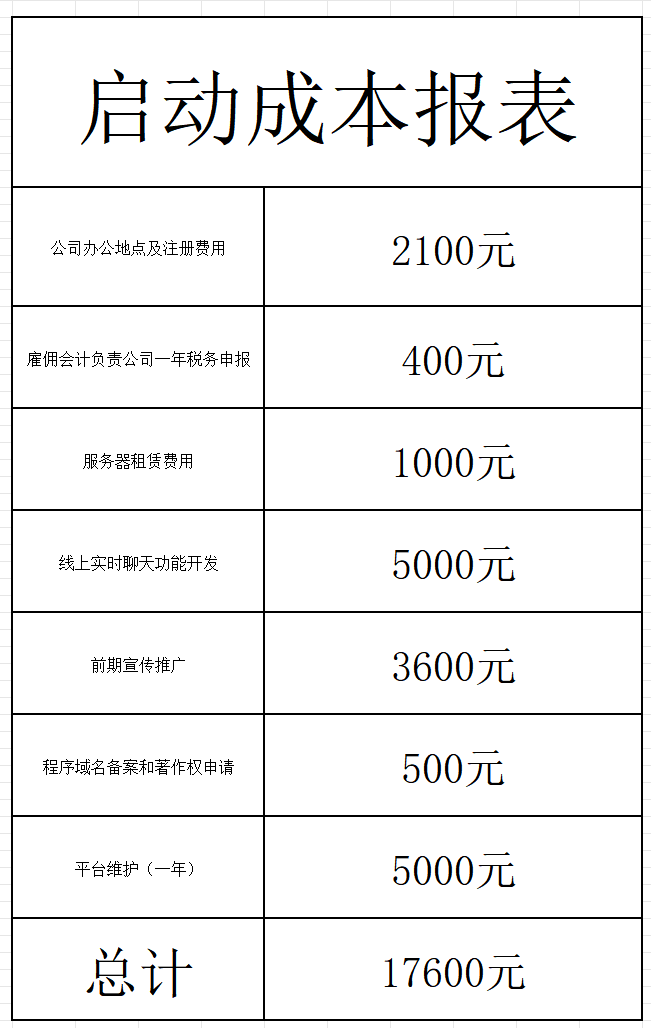 启动成本报表
公司办公地点及注册费用
2100元
雇佣会计负责公司一年税务申报
400元
服务器租赁费用
1000元
线上实时聊天功能开发
5000元
前期宣传推广
3600元
程序域名备案和著作权申请
500元
平台维护（一年）
5000元
总计
17600元